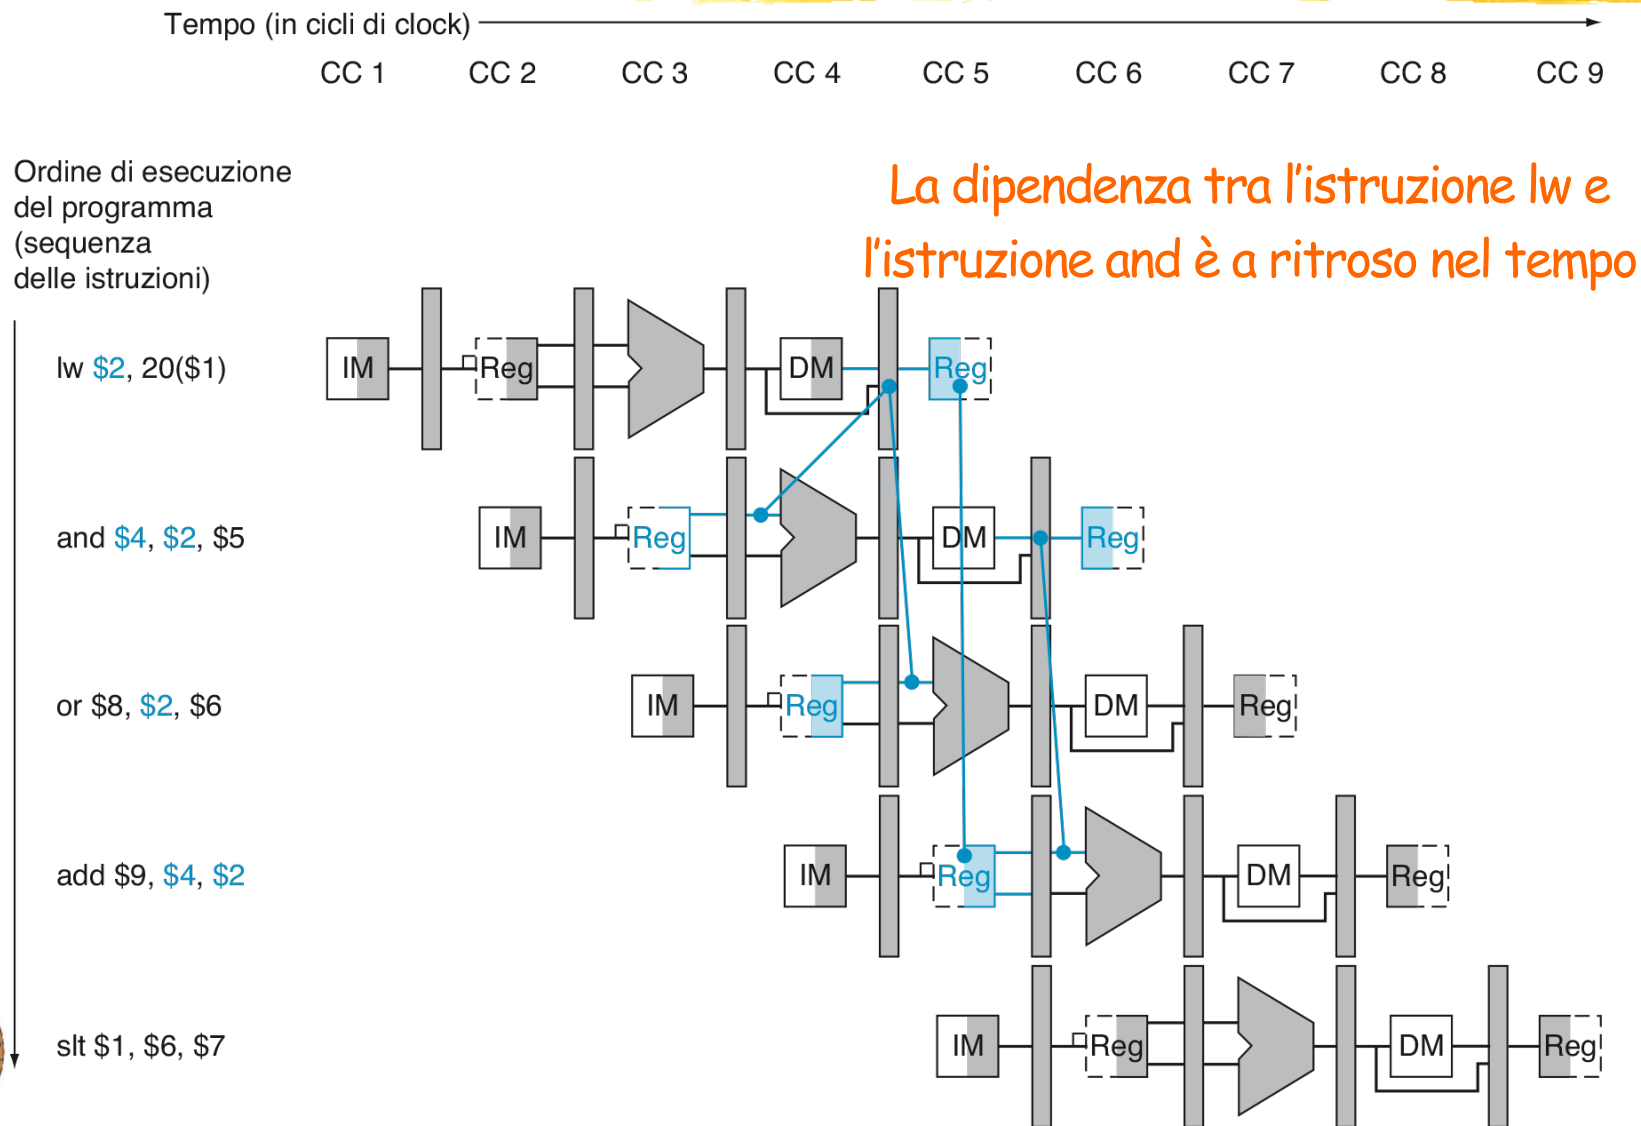 Tempo (in cicli di clock)
CC 1 CC 2 CC 3 CC 4 CC 5 CC 6 CC 7 CC 8 CC 9
Ordine di esecuzione
del programma
(sequenza
delle istruzioni)
La dipendenza tra l'istruzione lw e
l'istruzione and è a ritroso nel tempo
lw $2, 20($1) IM Reg DM Reg
and $4, $2, $5 IM Reg DM Reg
or $8, $2, $6 IM Reg DM Reg
add $9, $4, $2 IM Reg DM Reg
slt $1, $6, $7 IM Reg DM Reg